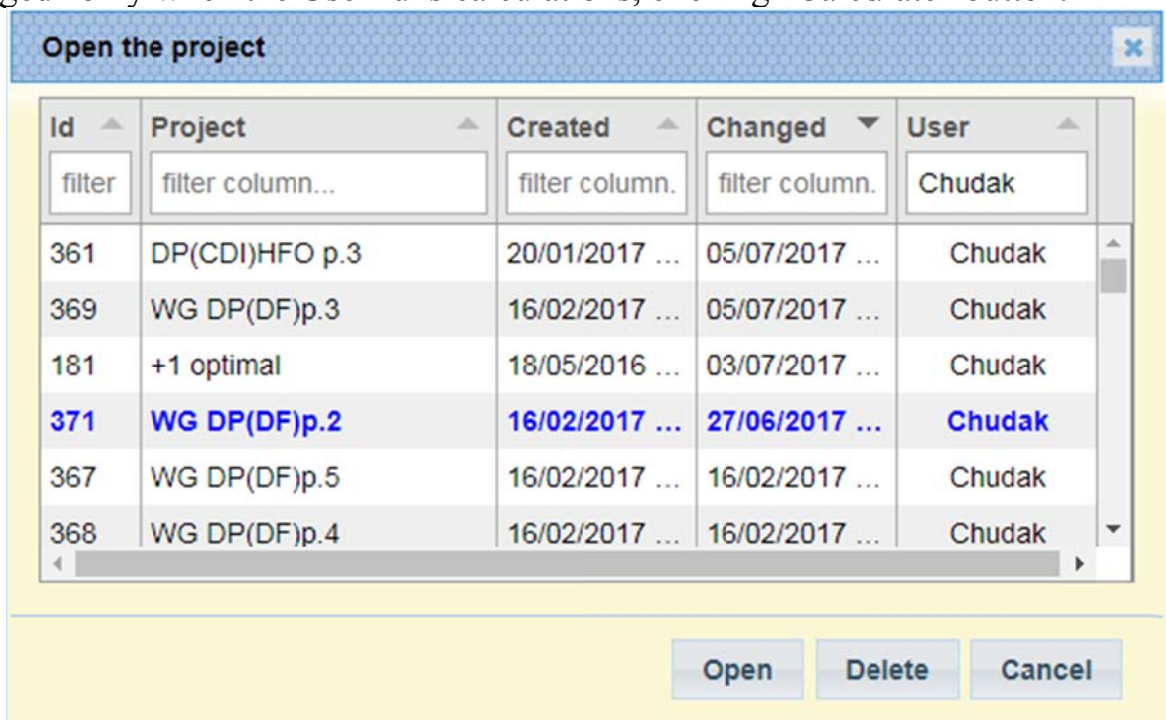 Open the project
Id Project Created Changed User
filter filter column... filter column. filter column. Chudak
361 DP(CDI)HFO p.3 20/01/2017 ... 05/07/2017 ... Chudak
369 WG DP(DF)p.3 16/02/2017 ... 05/07/2017 ... Chudak
181 +1 optimal 18/05/2016 ... 03/07/2017 ... Chudak
371 WG DP(DF)p.2 16/02/2017 ... 27/06/2017 ... Chudak
367 WG DP(DF)p.5 16/02/2017 ... 16/02/2017 ... Chudak
368 WG DP(DF)p.4 16/02/2017 ... 16/02/2017 ... Chudak
Open Delete Cancel